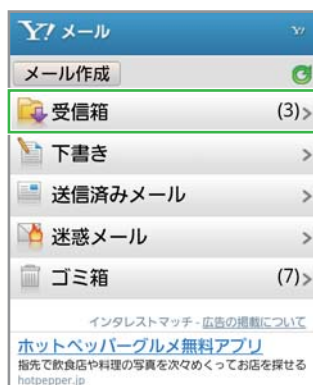 Y! メール
Y!
メール作成
受信箱 (3)
下書き
送信済みメール
迷惑メール
ゴミ箱 (7)
インタレストマッチ - 広告の掲載について
ホットペッパーグルメ無料アプリ
指先で飲食店や料理の写真を次々めくってお店を探せる
hotpepper.jp